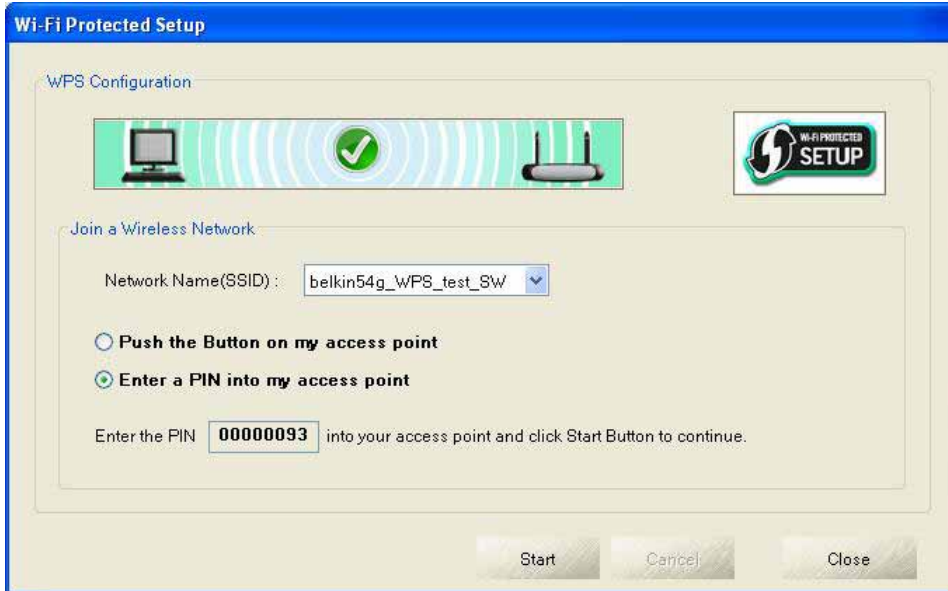 Wi-Fi Protected Setup
WPS Configuration
WI-FI PROTECTED
SETUP
Join a Wireless Network
Network Name(SSID) :
belkin54g_WPS_test_SW
Push the Button on my access point
Enter a PIN into my access point
Enter the PIN 00000093 into your access point and click Start Button to continue.
Start Cancel Close